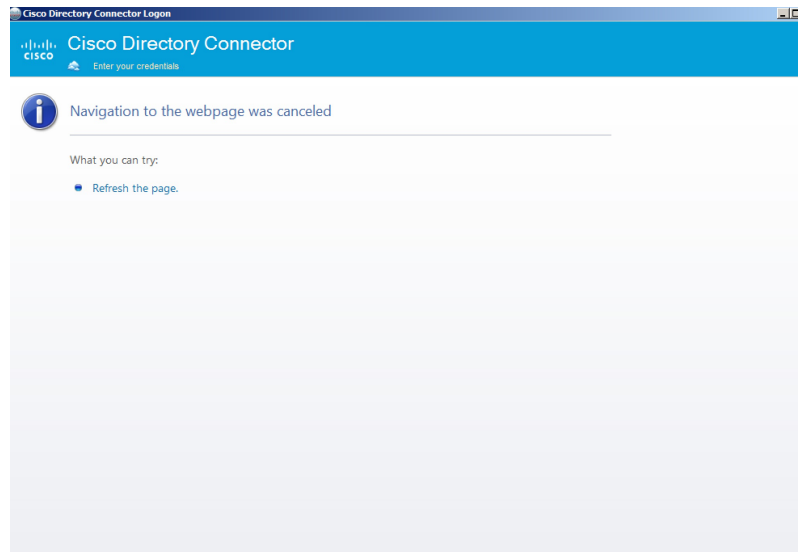 Cisco Directory Connector Logon
CISCO
Cisco Directory Connector
Enter your credentials
Navigation to the webpage was canceled
What you can try:
Refresh the page.